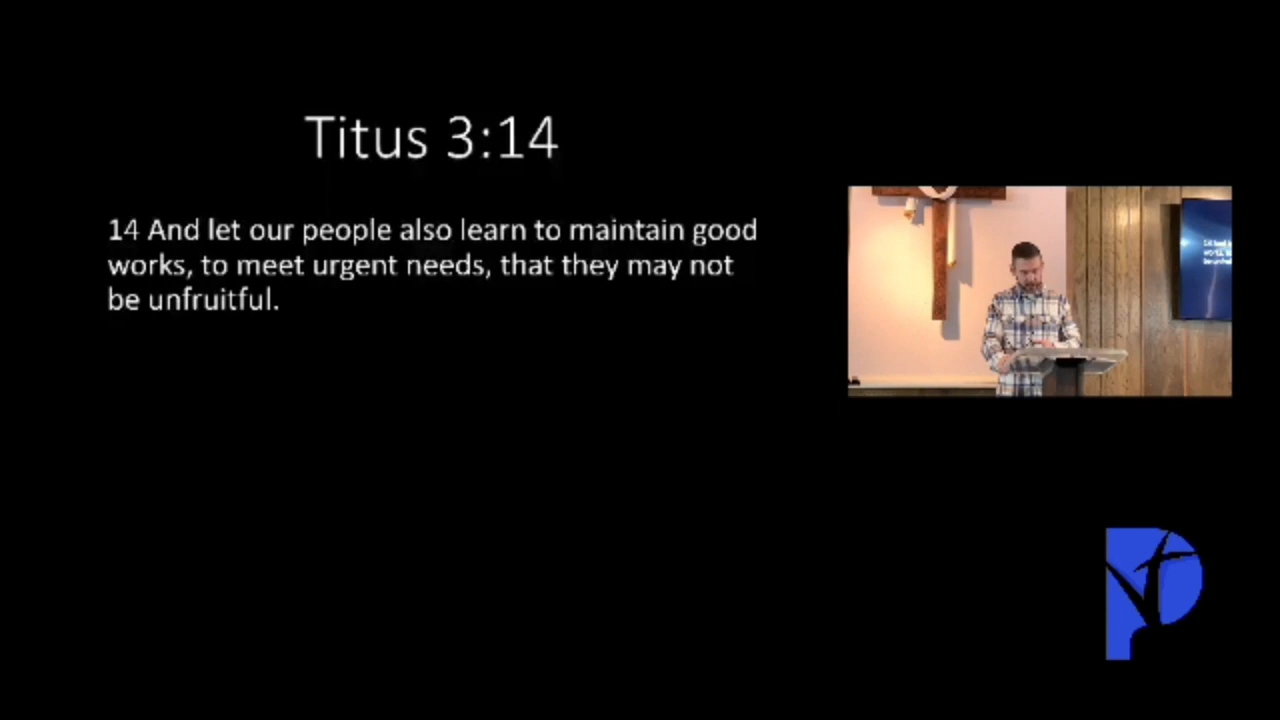 Titus 3:14
14 And let our people also learn to maintain good
works, to meet urgent needs, that they may not
be unfruitful.